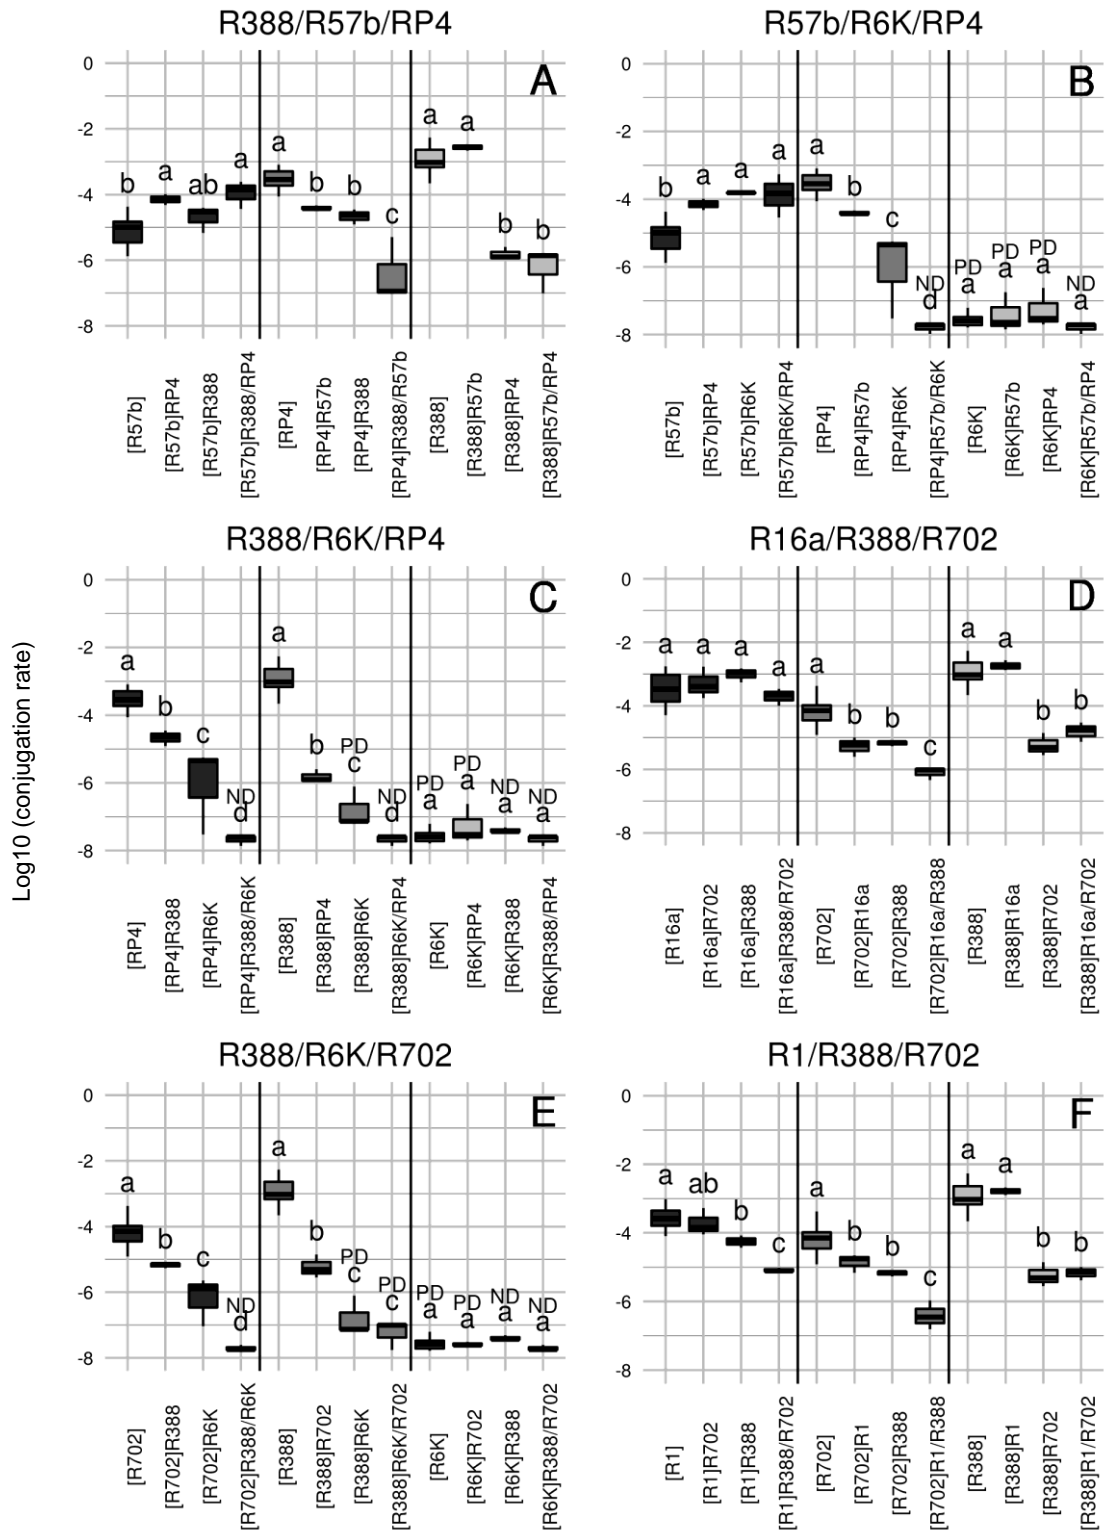 R388/R57b/RP4
A
0
-2
-4
-6
-8
b
a
ab
a
a
b
b
c
a
a
b
b
[R57b]
[R57b]RP4
[R57b]R388
[R57b]R388/RP4
[RP4]
[RP4]R57b
[RP4]R388
[RP4]R388/R57b
[R388]
[R388]R57b
[R388]RP4
[R388]R57b/RP4
R57b/R6K/RP4
B
0
-2
-4
-6
-8
b
a
a
a
a
b
c
ND
d
PD
a
PD
a
PD
a
ND
a
[R57b]
[R57b]RP4
[R57b]R6K
[R57b]R6K/RP4
[RP4]
[RP4]R57b
[RP4]R6K
[RP4]R57b/R6K
[R6K]
[R6K]R57b
[R6K]RP4
[R6K]R57b/RP4
Log10 (conjugation rate)
R388/R6K/RP4
C
0
-2
-4
-6
-8
a
b
c
ND
d
a
b
PD
c
ND
d
PD
a
PD
a
ND
a
ND
a
[RP4]
[RP4]R388
[RP4]R6K
[RP4]R388/R6K
[R388]
[R388]RP4
[R388]R6K
[R388]R6K/RP4
[R6K]
[R6K]RP4
[R6K]R388
[R6K]R388/RP4
R16a/R388/R702
D
0
-2
-4
-6
-8
a
a
a
a
a
b
b
c
a
a
b
b
[R16a]
[R16a]R702
[R16a]R388
[R16a]R388/R702
[R702]
[R702]R16a
[R702]R388
[R702]R16a/R388
[R388]
[R388]R16a
[R388]R702
[R388]R16a/R702
R388/R6K/R702
E
0
-2
-4
-6
-8
a
b
c
ND
d
a
b
PD
c
PD
c
PD
a
PD
a
ND
a
ND
a
[R702]
[R702]R388
[R702]R6K
[R702]R388/R6K
[R388]
[R388]R702
[R388]R6K
[R388]R6K/R702
[R6K]
[R6K]R702
[R6K]R388
[R6K]R388/R702
R1/R388/R702
F
0
-2
-4
-6
-8
a
ab
b
c
a
b
b
c
a
a
b
b
[R1]
[R1]R702
[R1]R388
[R1]R388/R702
[R702]
[R702]R1
[R702]R388
[R702]R1/R388
[R388]
[R388]R1
[R388]R702
[R388]R1/R702